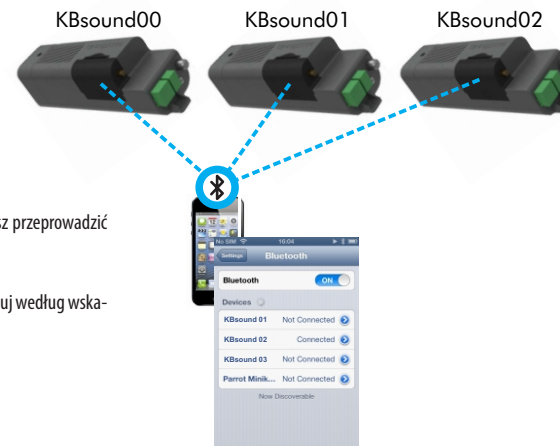 KBsound00 KBsound01 KBsound02
sz przeprowadzić
No SIM 16:04
Settings Bluetooth
uj według wska-
Bluetooth ON
Devices
KBsound 01 Not Connected
KBsound 02 Connected
KBsound 03 Not Connected
Parrot Minik... Not Connected
Now Discoverable